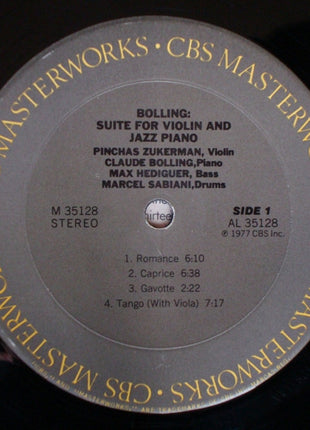 MASTERWORKS · CBS MASTERWORKS
BOLLING:
SUITE FOR VIOLIN AND
JAZZ PIANO
PINCHAS ZUKERMAN, Violin
CLAUDE BOLLING,Piano
MAX HEDIGUER, Bass
MARCEL SABIANI,Drums
M 35128
STEREO
SIDE 1
AL 35128
℗ 1977 CBS Inc.
1. Romance 6:10
2. Caprice 6:38
3. Gavotte 2:22
4. Tango (With Viola) 7:17
MASTERWORKS · CBS MASTERWORKS